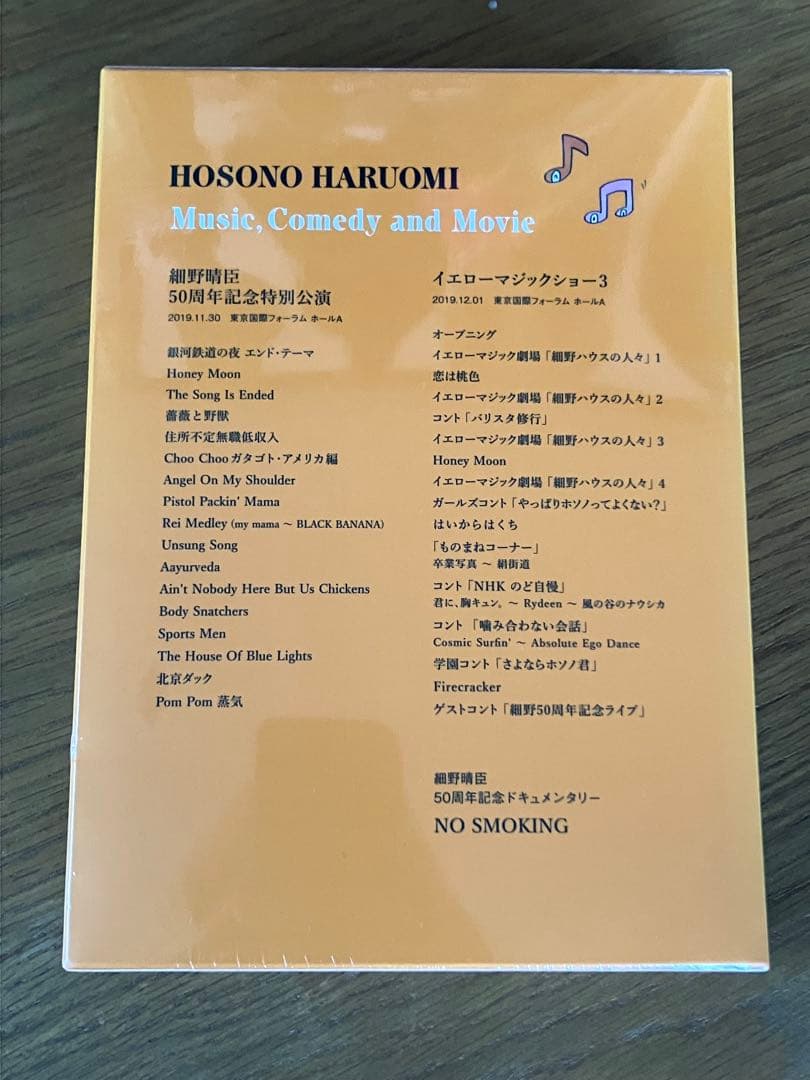 HOSONO HARUOMI
Music, Comedy and Movie
細野晴臣
50周年記念特別公演
2019.11.30 東京国際フォーラム ホールA
銀河鉄道の夜 エンド・テーマ
Honey Moon
The Song Is Ended
薔薇と野獣
住所不定無職低収入
Choo Choo ガタゴト・アメリカ編
Angel On My Shoulder
Pistol Packin' Mama
Rei Medley (my mama ～ BLACK BANANA)
Unsung Song
Aayurveda
Ain't Nobody Here But Us Chickens
Body Snatchers
Sports Men
The House Of Blue Lights
北京ダック
Pom Pom 蒸気
イエローマジックショー3
2019.12.01 東京国際フォーラム ホールA
オープニング
イエローマジック劇場「細野ハウスの人々」1
恋は桃色
イエローマジック劇場「細野ハウスの人々」2
コント「バリスタ修行」
イエローマジック劇場「細野ハウスの人々」3
Honey Moon
イエローマジック劇場「細野ハウスの人々」4
ガールズコント「やっぱりホソノってよくない?」
はいからはくち
「ものまねコーナー」
卒業写真 ～ 絹街道
コント「NHK のど自慢」
君に、胸キュン。 ～ Rydeen ～ 風の谷のナウシカ
コント 「噛み合わない会話」
Cosmic Surfin' ～ Absolute Ego Dance
学園コント「さよならホソノ君」
Firecracker
ゲストコント「細野50周年記念ライブ」
細野晴臣
50周年記念ドキュメンタリー
NO SMOKING